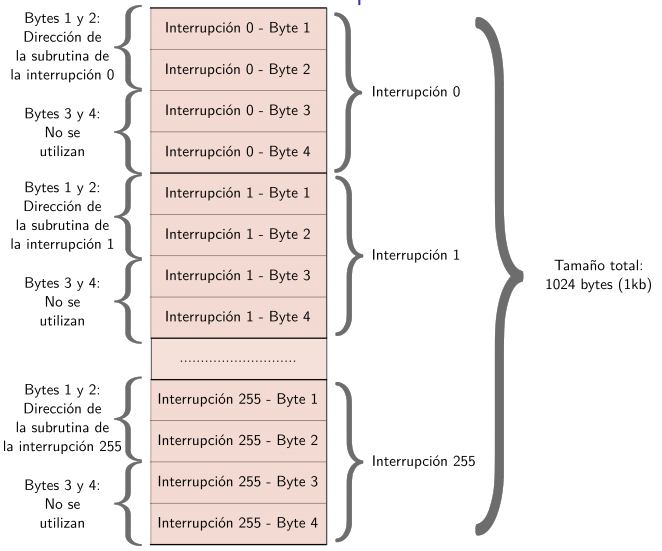 Bytes 1 y 2:
Dirección de
la subrutina de
la interrupción 0
Bytes 3 y 4:
No se
utilizan
Bytes 1 y 2:
Dirección de
la subrutina de
la interrupción 1
Bytes 3 y 4:
No se
utilizan
Bytes 1 y 2:
Dirección de
la subrutina de
la interrupción 255
Bytes 3 y 4:
No se
utilizan
Interrupción 0 - Byte 1
Interrupción 0 - Byte 2
Interrupción 0 - Byte 3
Interrupción 0 - Byte 4
Interrupción 1 - Byte 1
Interrupción 1 - Byte 2
Interrupción 1 - Byte 3
Interrupción 1 - Byte 4
............................
Interrupción 255 - Byte 1
Interrupción 255 - Byte 2
Interrupción 255 - Byte 3
Interrupción 255 - Byte 4
Interrupción 0
Interrupción 1
Interrupción 255
Tamaño total:
1024 bytes (1kb)